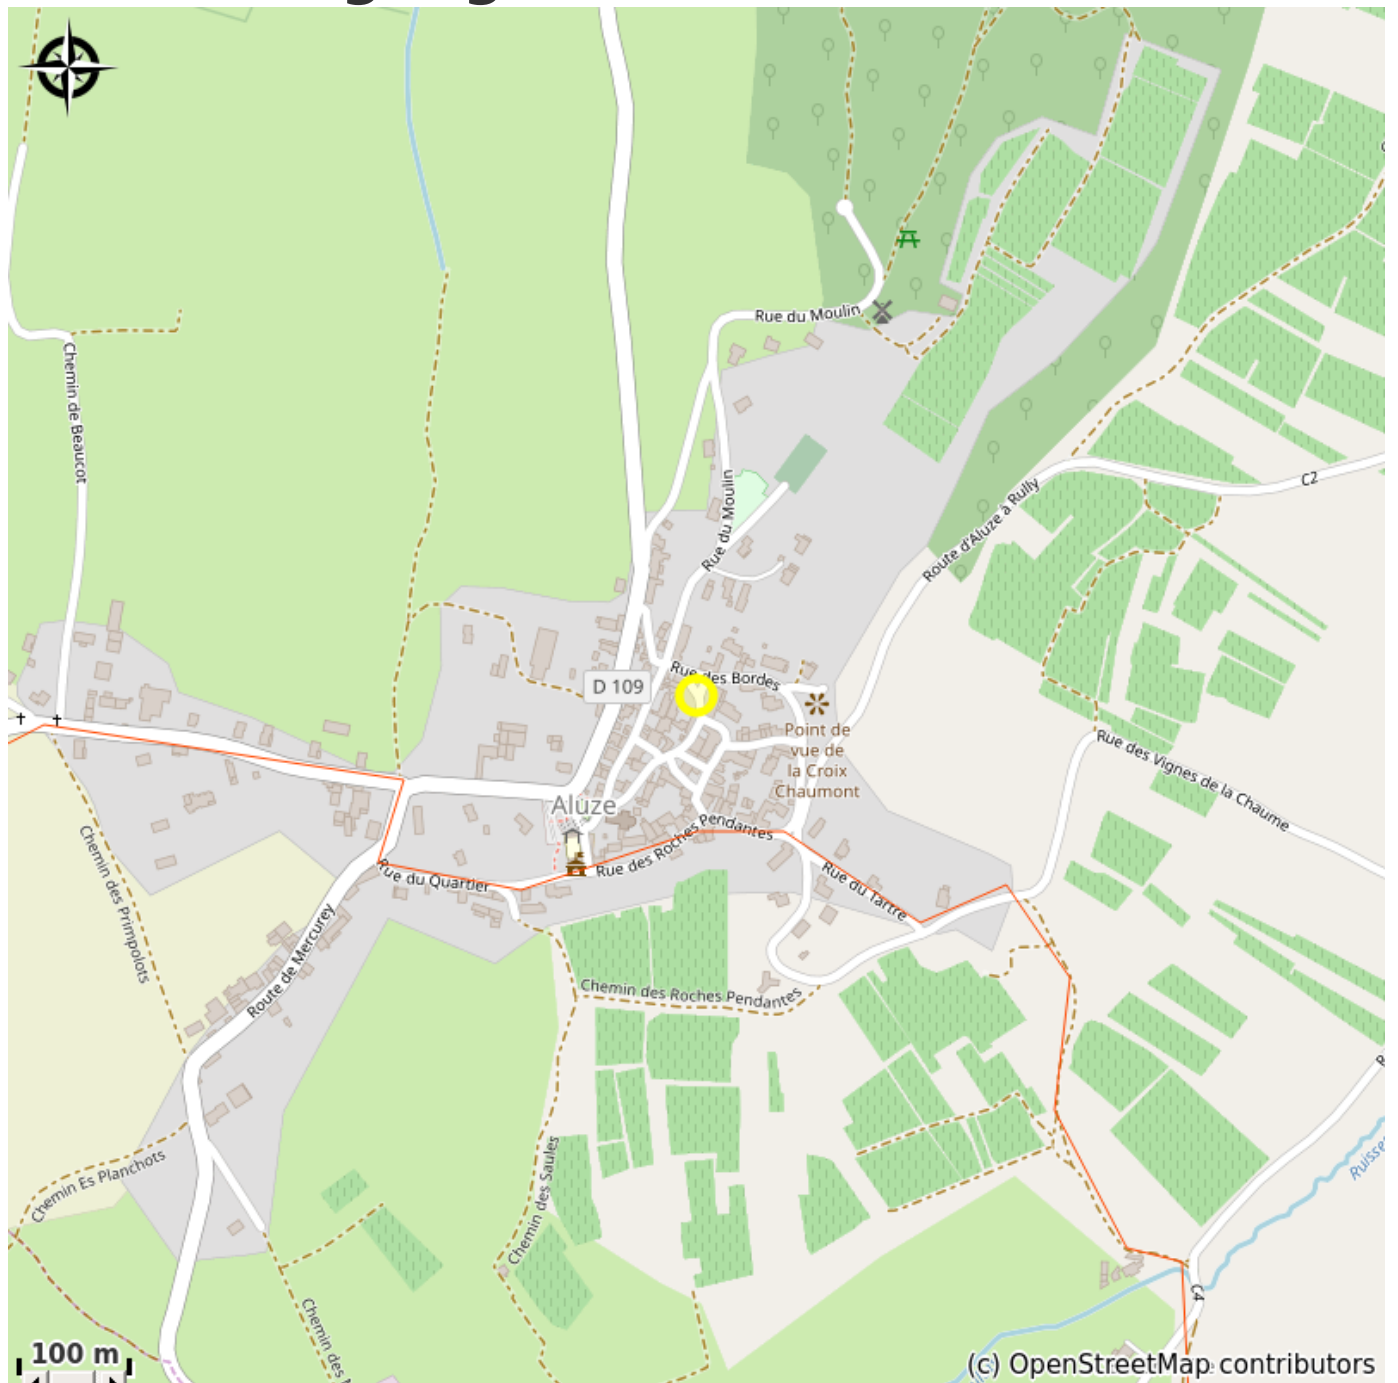 Rue du Moulin
Chemin de Beaucot
C2
Rue du Moulin
Route d'Aluze à Rully
Rue des Bordes
D 109
Point de
vue de
la Croix
Chaumont
Rue des Vignes de la Chaume
Aluze
Rue des Roches Pendantes
Rue du Quartier
Rue du Tartre
Chemin des Primpolots
Route de Mercurey
Chemin des Roches Pendantes
Chemin Es Planchots
Chemin des Saules
C4
Chemin des
100 m
(c) OpenStreetMap contributors